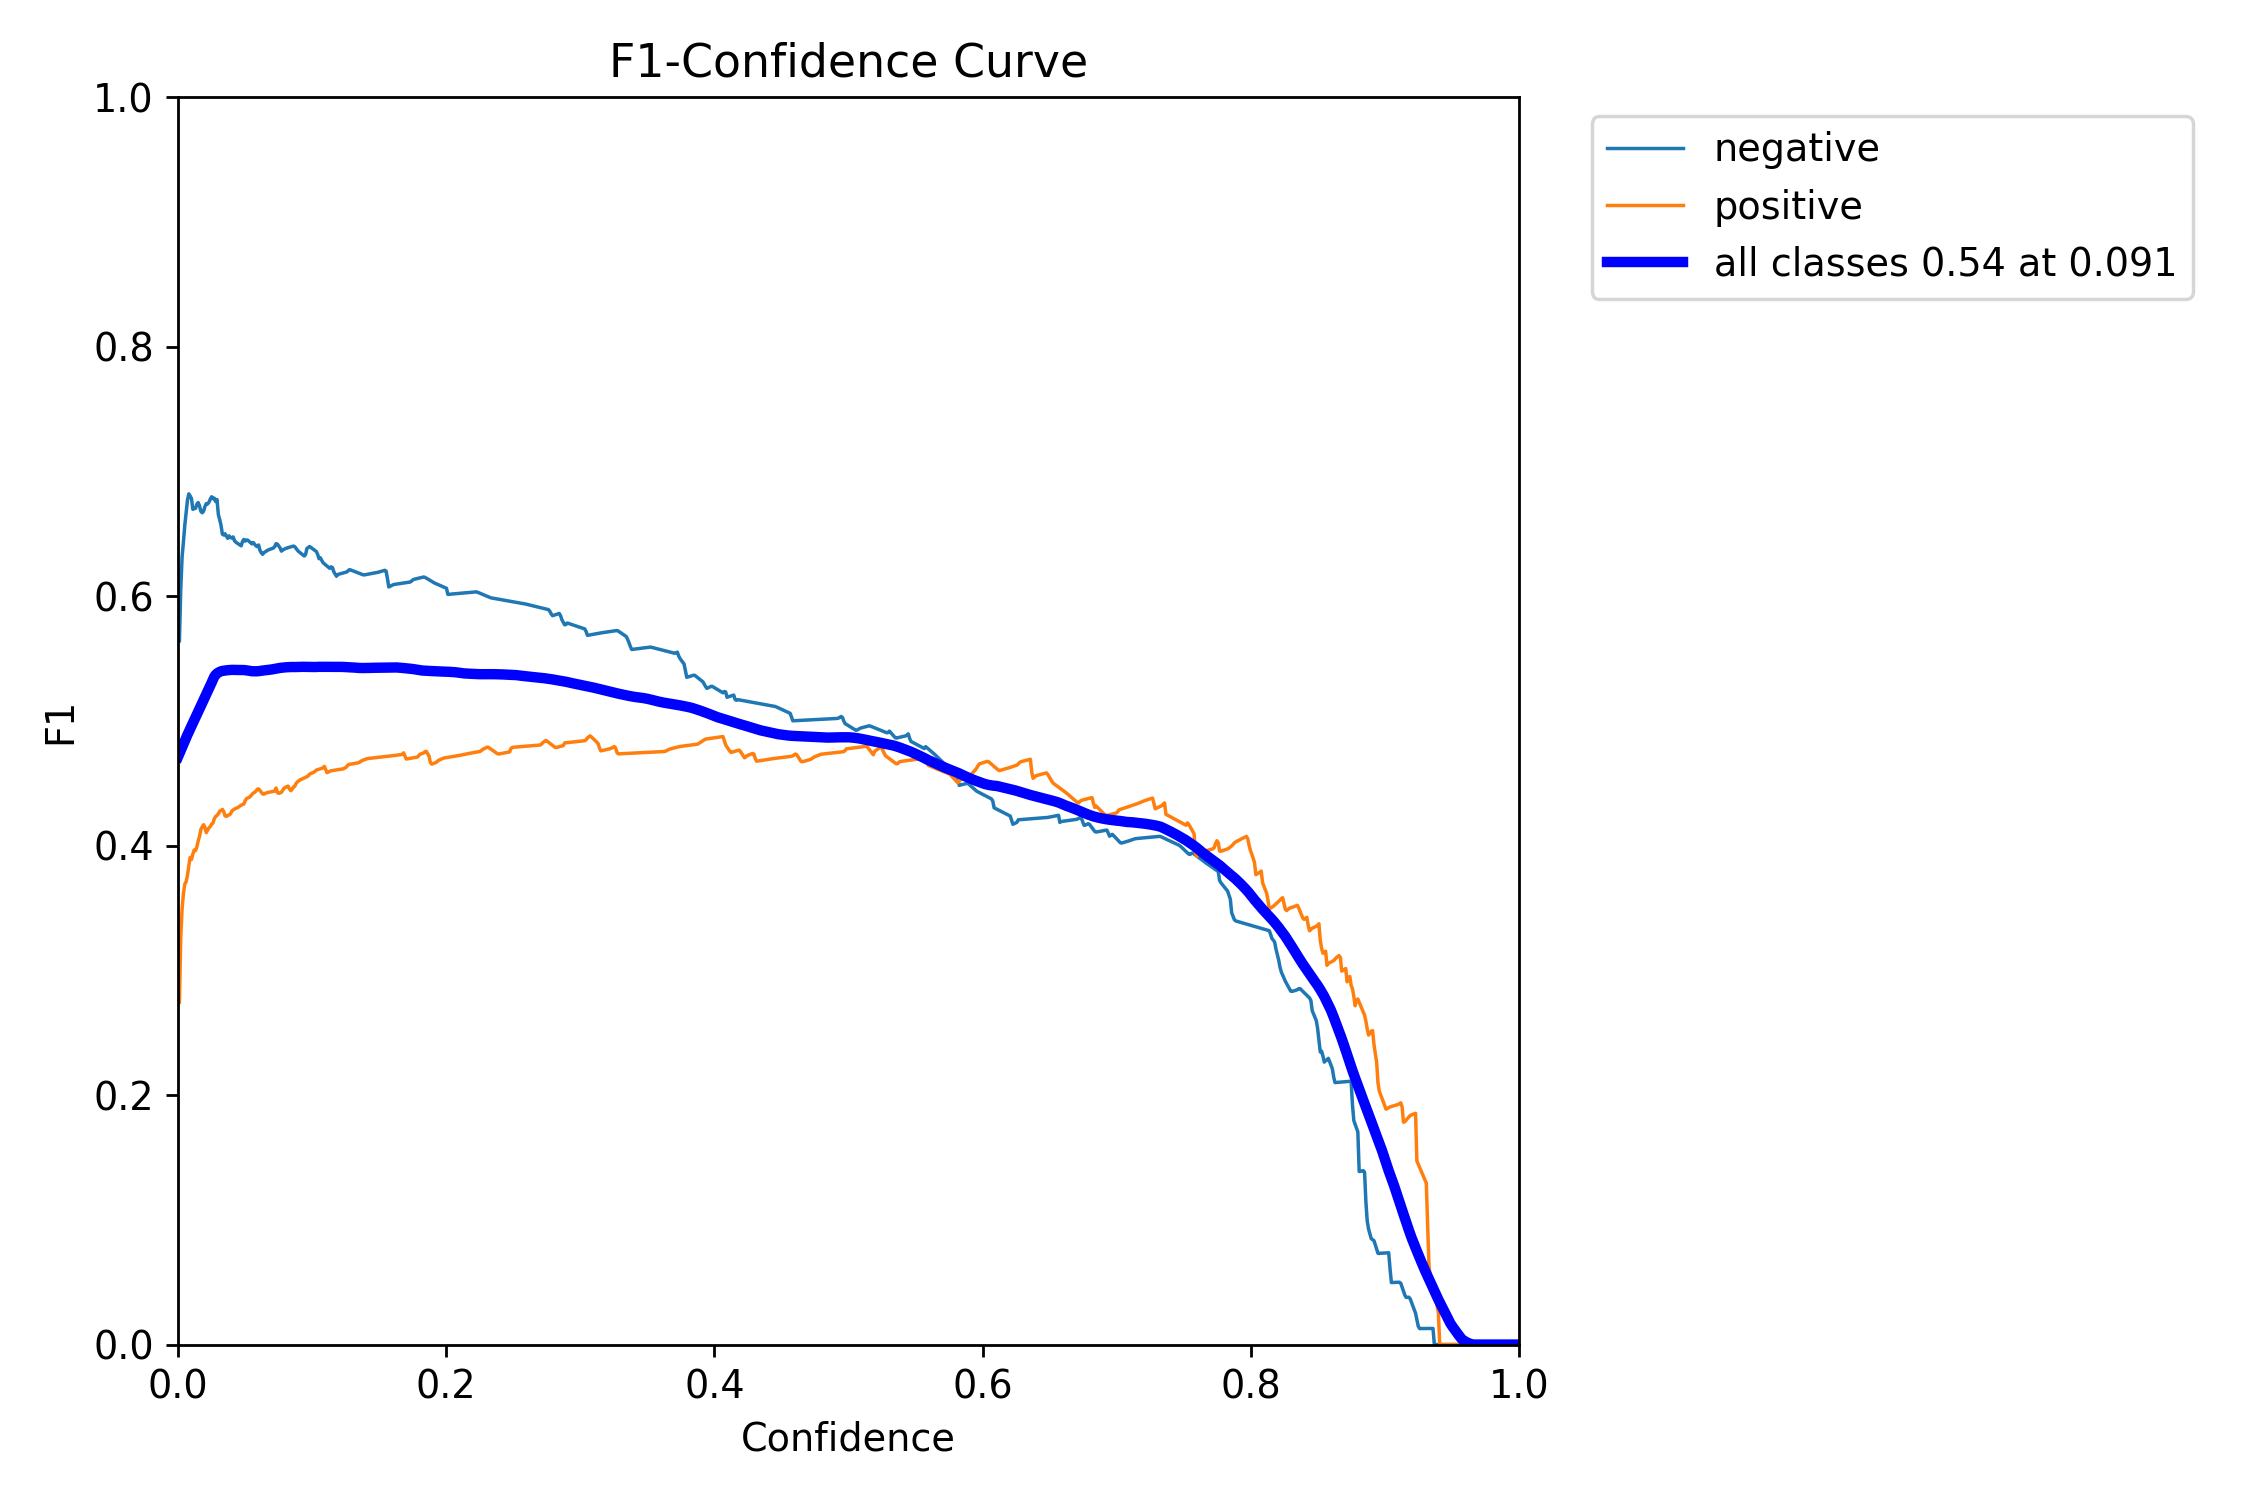 F1-Confidence Curve
1.0
0.8
0.6
0.4
0.2
0.0
F1
0.0 0.2 0.4 0.6 0.8 1.0
Confidence
negative
positive
all classes 0.54 at 0.091